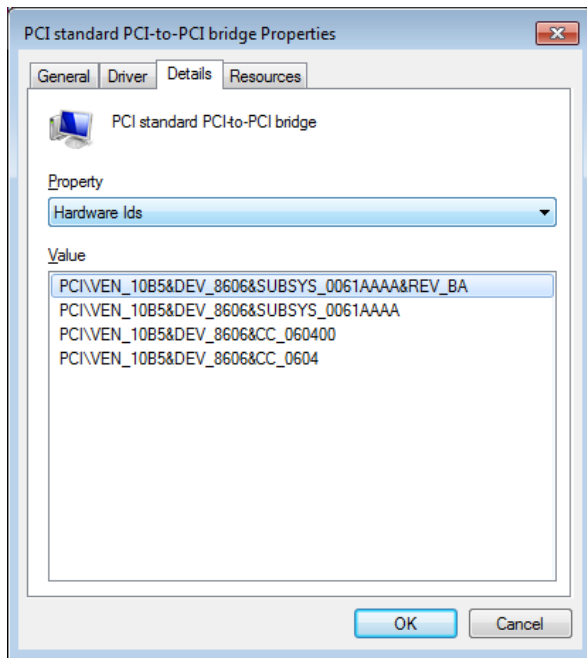 PCI standard PCI-to-PCI bridge Properties
General Driver Details Resources
PCI standard PCI-to-PCI bridge
Property
Hardware Ids
Value
PCI\VEN_10B5&DEV_8606&SUBSYS_0061AAAA&REV_BA
PCI\VEN_10B5&DEV_8606&SUBSYS_0061AAAA
PCI\VEN_10B5&DEV_8606&CC_060400
PCI\VEN_10B5&DEV_8606&CC_0604
OK Cancel